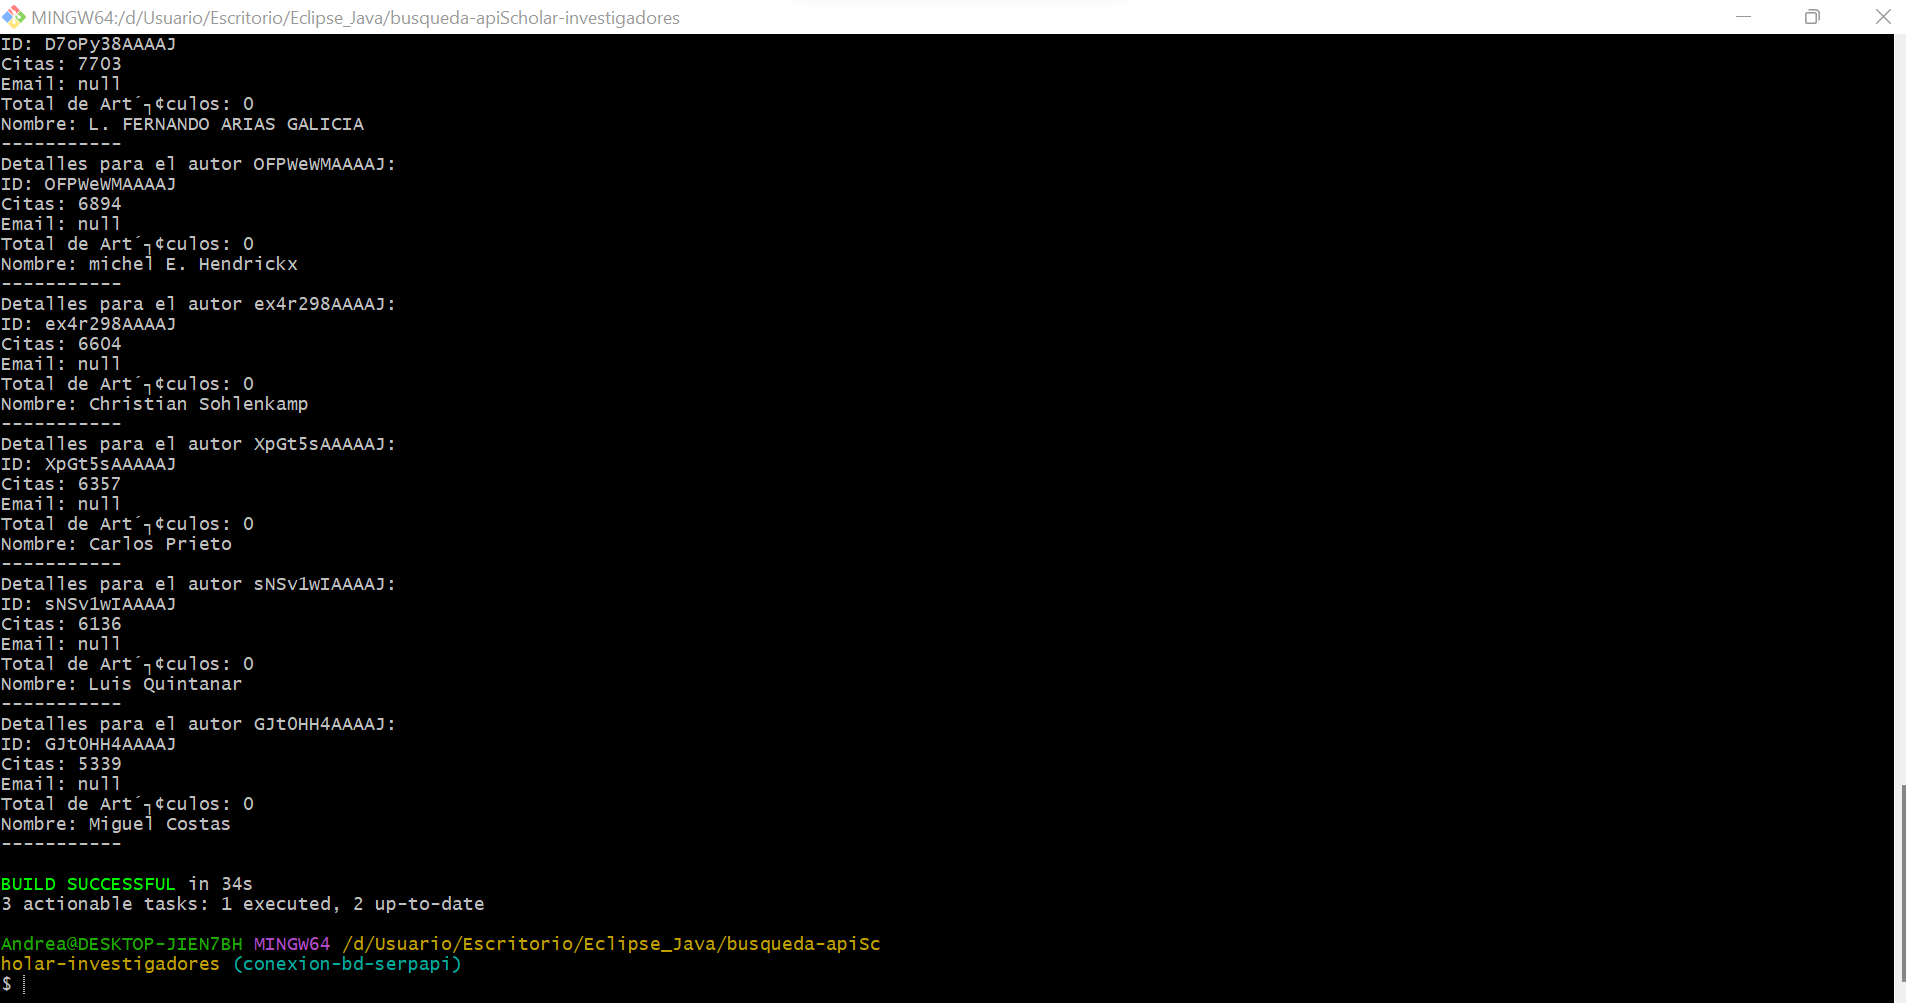 MINGW64:/d/Usuario/Escritorio/Eclipse_Java/busqueda-apiScholar-investigadores
ID: D7oPy38AAAAJ
Citas: 7703
Email: null
Total de Art´┐¢culos: 0
Nombre: L. FERNANDO ARIAS GALICIA
-----------
Detalles para el autor OFPWeWMAAAAJ:
ID: OFPWeWMAAAAJ
Citas: 6894
Email: null
Total de Art´┐¢culos: 0
Nombre: michel E. Hendrickx
-----------
Detalles para el autor ex4r298AAAAJ:
ID: ex4r298AAAAJ
Citas: 6604
Email: null
Total de Art´┐¢culos: 0
Nombre: Christian Sohlenkamp
-----------
Detalles para el autor XpGt5sAAAAAJ:
ID: XpGt5sAAAAAJ
Citas: 6357
Email: null
Total de Art´┐¢culos: 0
Nombre: Carlos Prieto
-----------
Detalles para el autor sNSv1wIAAAAJ:
ID: sNSv1wIAAAAJ
Citas: 6136
Email: null
Total de Art´┐¢culos: 0
Nombre: Luis Quintanar
-----------
Detalles para el autor GJtOHH4AAAAJ:
ID: GJtOHH4AAAAJ
Citas: 5339
Email: null
Total de Art´┐¢culos: 0
Nombre: Miguel Costas
-----------
BUILD SUCCESSFUL in 34s
3 actionable tasks: 1 executed, 2 up-to-date
Andrea@DESKTOP-JIEN7BH MINGW64 /d/Usuario/Escritorio/Eclipse_Java/busqueda-apiSc
holar-investigadores (conexion-bd-serpapi)
$